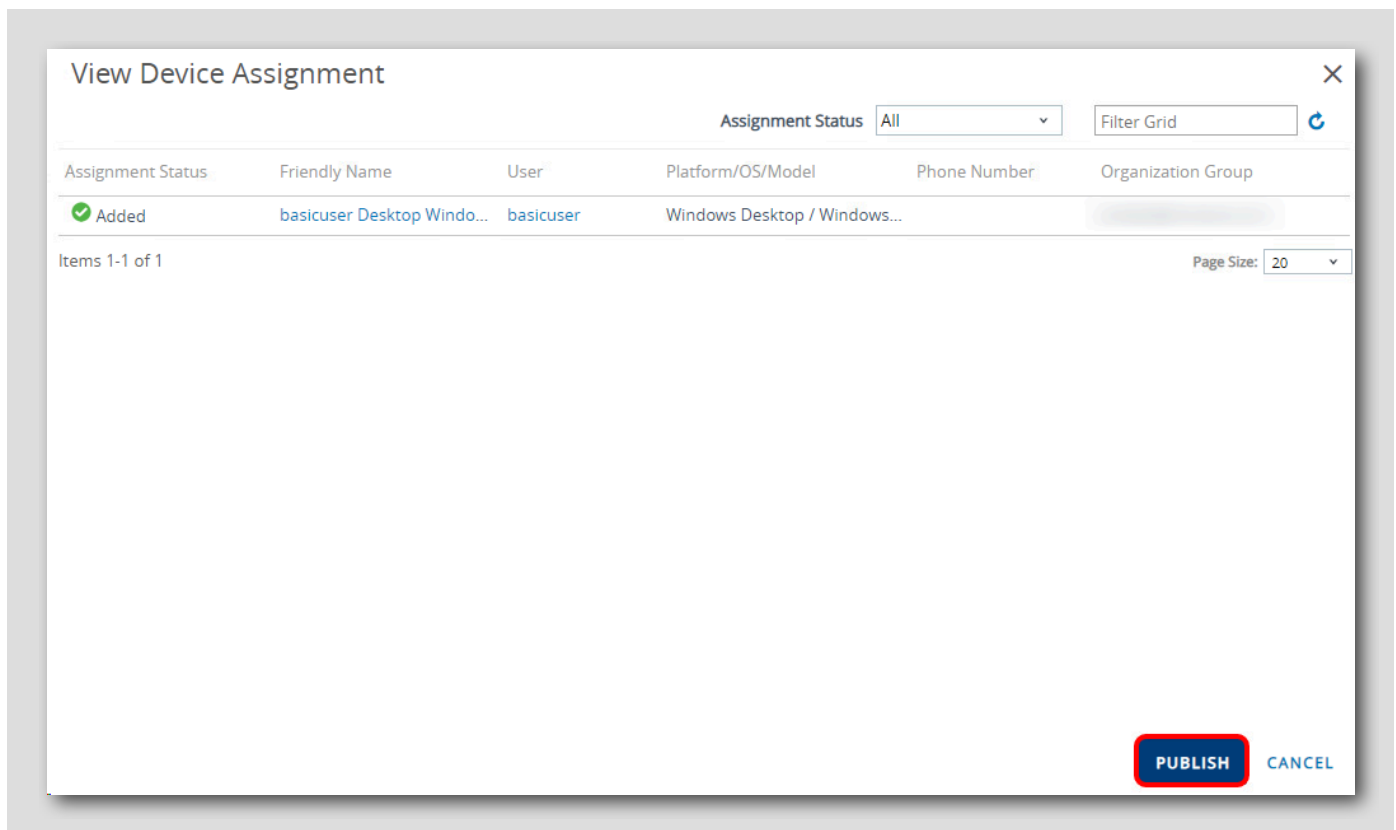 View Device Assignment
Assignment Status All Filter Grid
Assignment Status Friendly Name User Platform/OS/Model Phone Number Organization Group
Added basicuser Desktop Windo... basicuser Windows Desktop / Windows...
Items 1-1 of 1 Page Size: 20
PUBLISH CANCEL